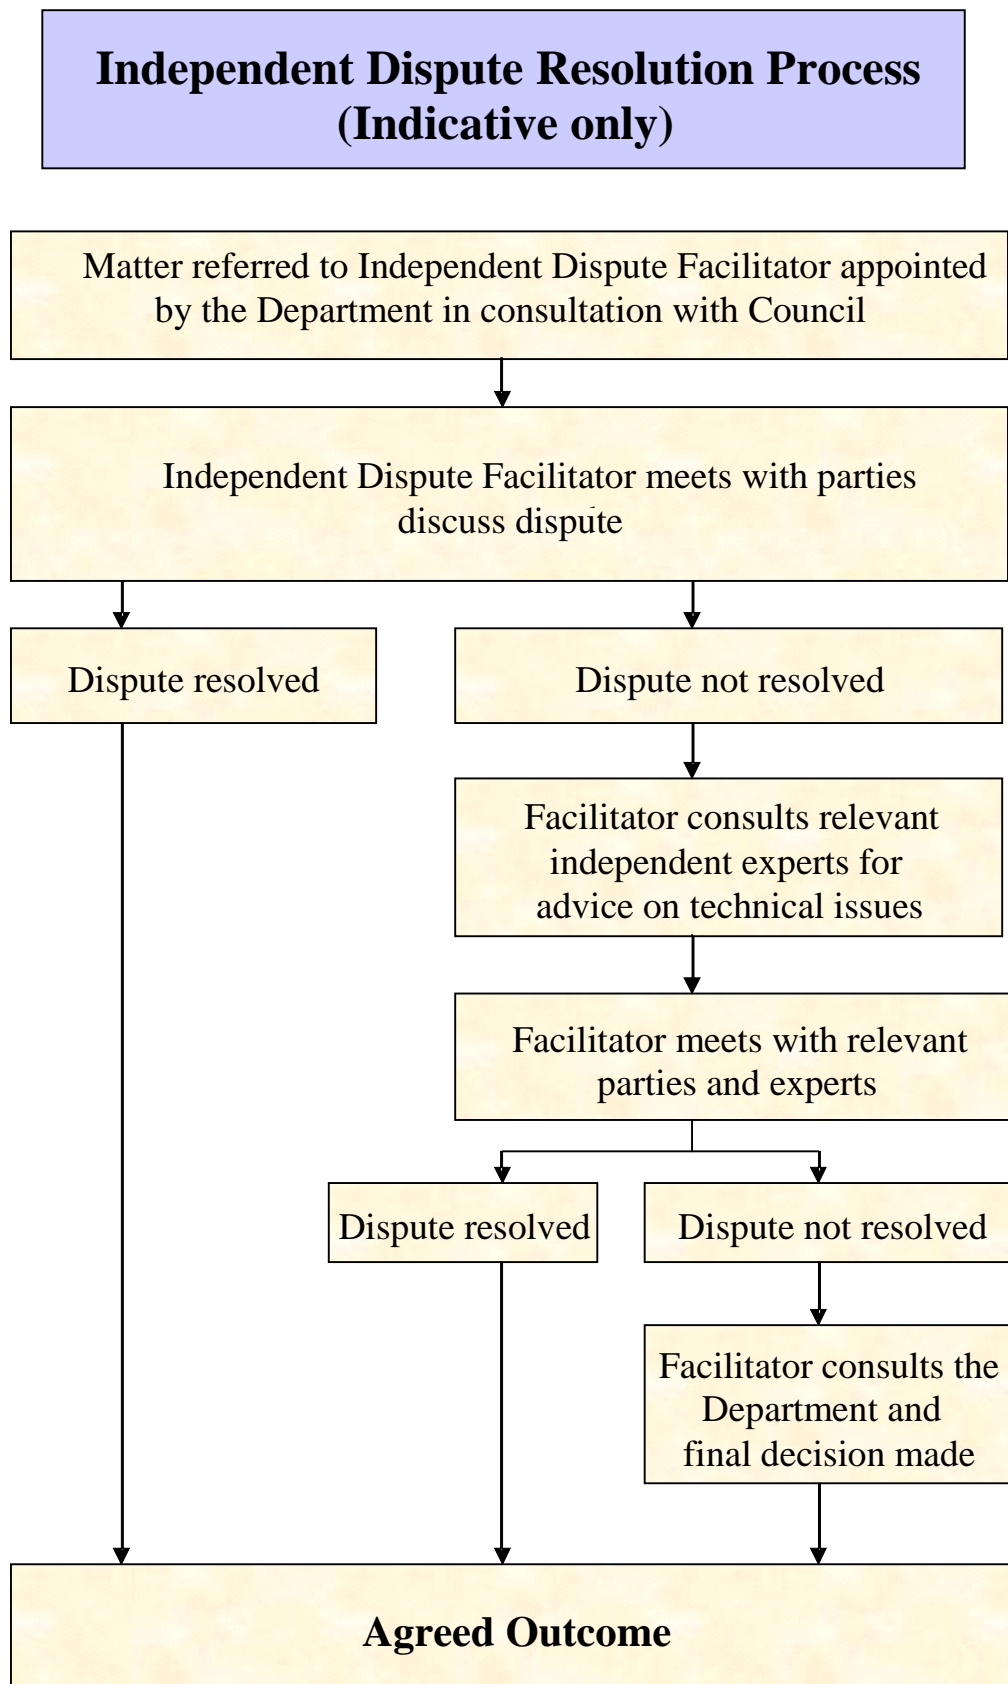 Independent Dispute Resolution Process
(Indicative only)
Matter referred to Independent Dispute Facilitator appointed
by the Department in consultation with Council
Independent Dispute Facilitator meets with parties
discuss dispute
Dispute resolved
Dispute not resolved
Facilitator consults relevant
independent experts for
advice on technical issues
Facilitator meets with relevant
parties and experts
Dispute resolved
Dispute not resolved
Facilitator consults the
Department and
final decision made
Agreed Outcome